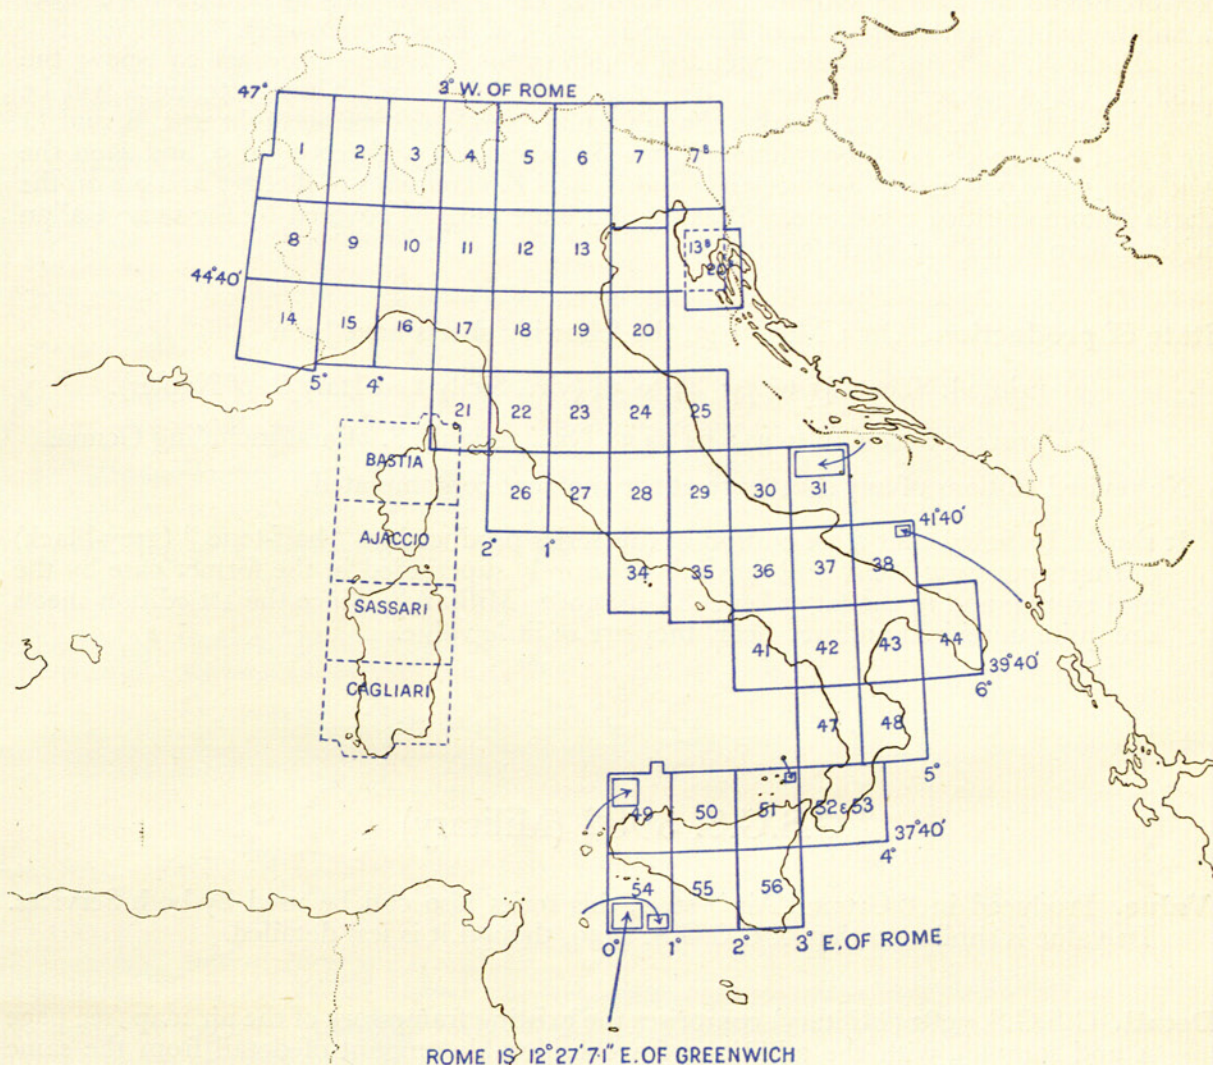 47°
3° W. OF ROME
1 2 3 4 5 6 7 7ᴮ
8 9 10 11 12 13 13ᴮ
44°40'
14 15 16 17 18 19 20
5° 4°
21 22 23 24 25
BASTIA
26 27 28 29 30 31
2° 1°
41°40'
AJACCIO
34 35 36 37 38
SASSARI
41 42 43 44
39°40'
6°
CAGLIARI
47 48
5°
49 50 51 52 & 53
37°40'
4°
54 55 56
0° 1° 2° 3° E. OF ROME
ROME IS 12°27'7·1" E. OF GREENWICH